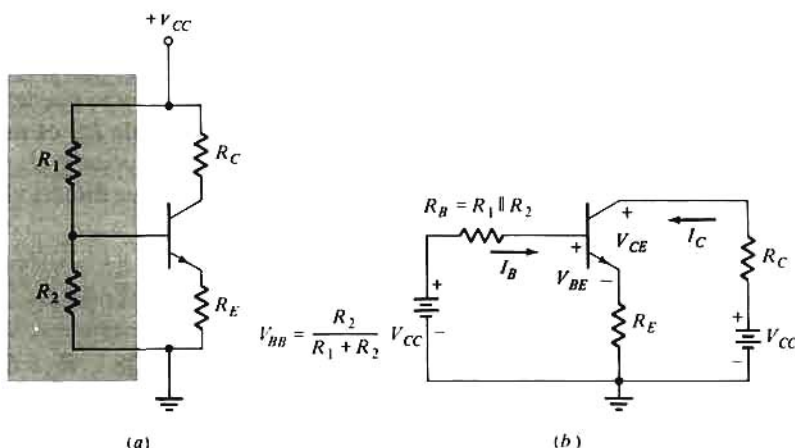 +V_CC
R_1
R_C
R_2
R_E
(a)
R_B = R_1 ∥ R_2
I_B
+
V_BE
−
+
V_CE
I_C
R_C
+
−
V_BB = R_2 / (R_1 + R_2) V_CC
R_E
+
V_CC
−
(b)